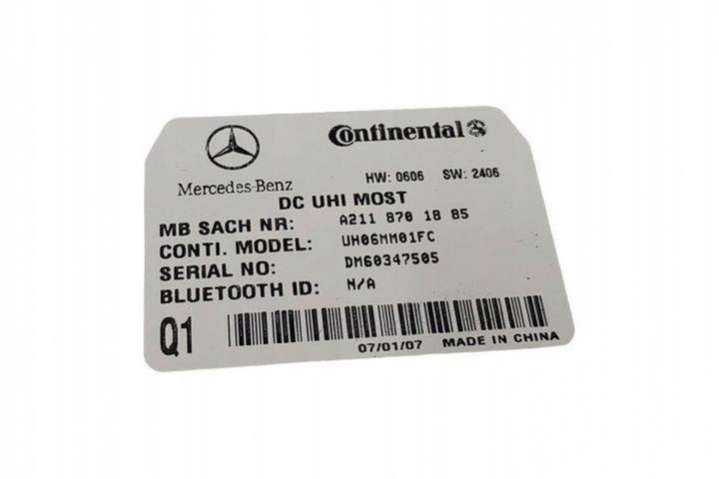 Mercedes-Benz
Continental
HW: 0606 SW: 2406
DC UHI MOST
MB SACH NR: A211 870 18 85
CONTI. MODEL: UH06MM01FC
SERIAL NO: DM60347505
BLUETOOTH ID: N/A
Q1
07/01/07 MADE IN CHINA